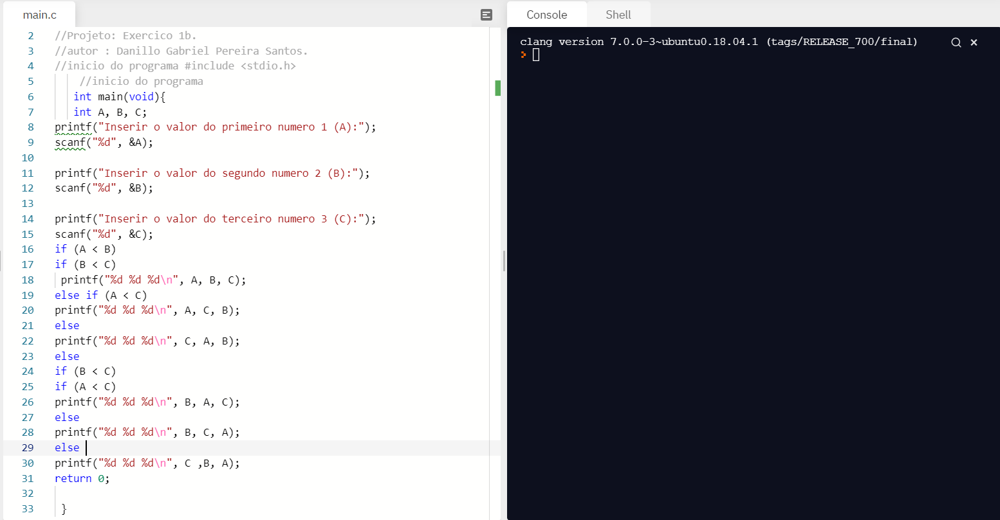 main.c
Console
Shell
2 //Projeto: Exercico 1b.
3 //autor : Danillo Gabriel Pereira Santos.
4 //inicio do programa #include <stdio.h>
5 //inicio do programa
6 int main(void){
7 int A, B, C;
8 printf("Inserir o valor do primeiro numero 1 (A):");
9 scanf("%d", &A);
10
11 printf("Inserir o valor do segundo numero 2 (B):");
12 scanf("%d", &B);
13
14 printf("Inserir o valor do terceiro numero 3 (C):");
15 scanf("%d", &C);
16 if (A < B)
17 if (B < C)
18 printf("%d %d %d\n", A, B, C);
19 else if (A < C)
20 printf("%d %d %d\n", A, C, B);
21 else
22 printf("%d %d %d\n", C, A, B);
23 else
24 if (B < C)
25 if (A < C)
26 printf("%d %d %d\n", B, A, C);
27 else
28 printf("%d %d %d\n", B, C, A);
29 else
30 printf("%d %d %d\n", C ,B, A);
31 return 0;
32
33 }
clang version 7.0.0-3~ubuntu0.18.04.1 (tags/RELEASE_700/final)